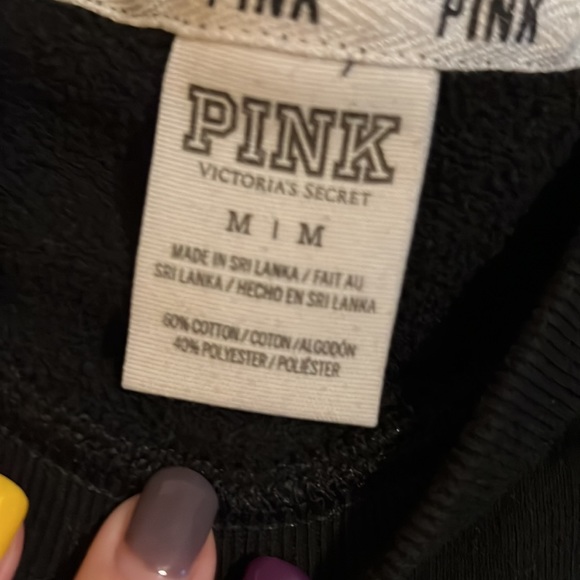 PINK PINK
PINK
VICTORIA'S SECRET
M | M
MADE IN SRI LANKA / FAIT AU
SRI LANKA / HECHO EN SRI LANKA
60% COTTON / COTON / ALGODÓN
40% POLYESTER / POLIÉSTER